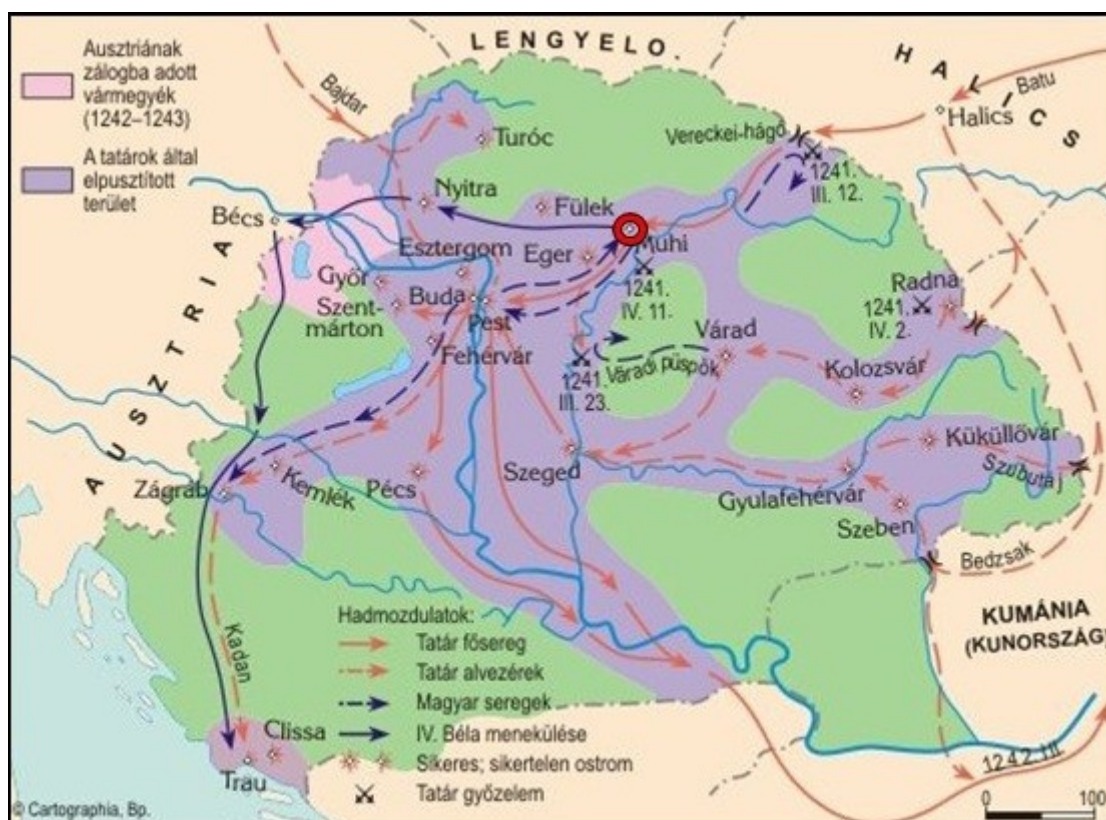 Ausztriának
zálogba adott
vármegyék
(1242–1243)
A tatárok által
elpusztított
terület
LENGYELO.
HALICS
Batu
Halics
Bajdar
Turóc
Vereckei-hágó
1241.
III. 12.
Bécs
Nyitra
Fülek
Muhi
Eger
1241.
IV. 11.
Esztergom
Győr
Buda
Szent-
márton
Pest
Fehérvár
Radna
1241.
IV. 2.
Várad
Váradi püspök
1241.
III. 23.
Kolozsvár
AUSZTRIA
Küküllővár
Szubutáj
Szeged
Gyulafehérvár
Szeben
Zágráb
Kemlék
Pécs
Bedzsak
KUMÁNIA
(KUNORSZÁG)
Kadan
Clissa
Trau
Hadmozdulatok:
Tatár fősereg
Tatár alvezérek
Magyar seregek
IV. Béla menekülése
Sikeres; sikertelen ostrom
Tatár győzelem
1242 III.
0 100
© Cartographia, Bp.